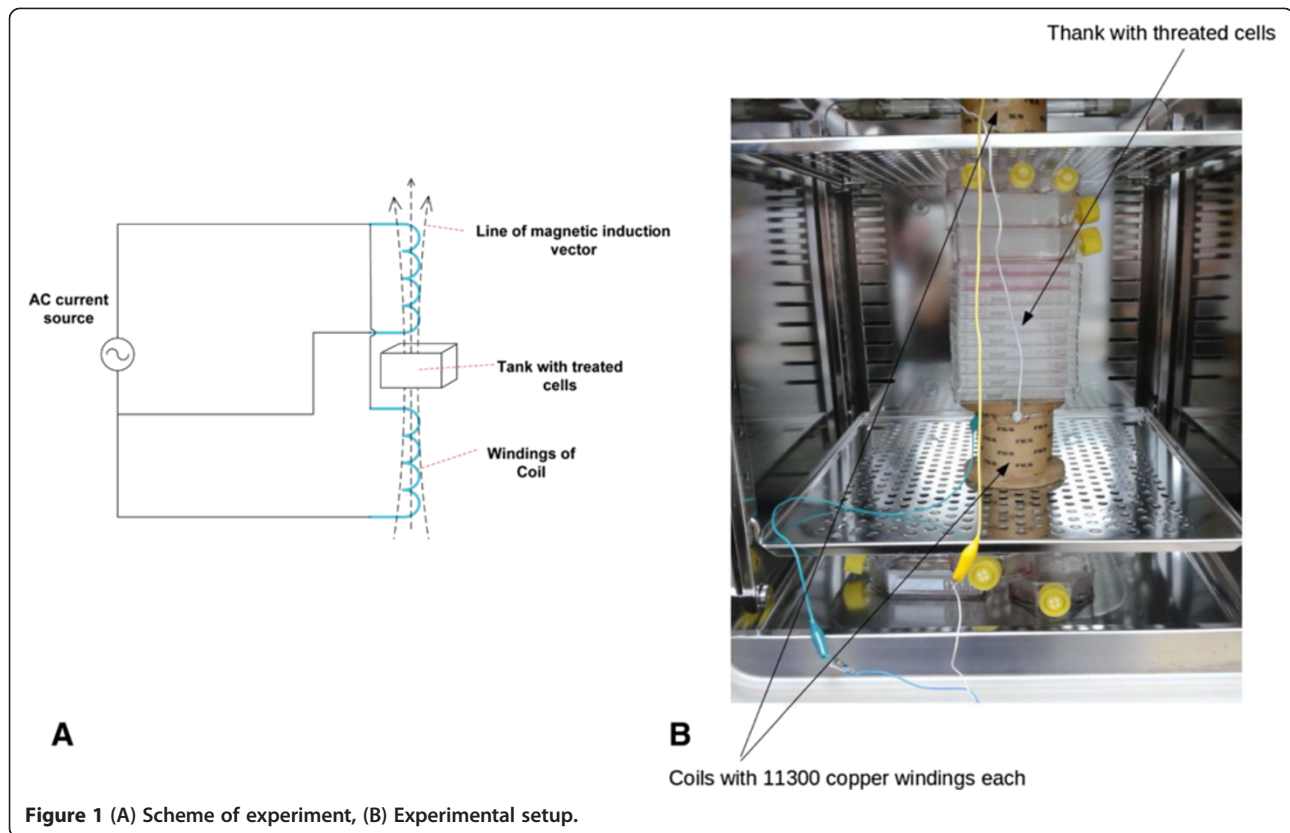 Thank with threated cells
Line of magnetic induction
vector
AC current
source
Tank with treated
cells
Windings of
Coil
A
B
Coils with 11300 copper windings each
Figure 1 (A) Scheme of experiment, (B) Experimental setup.